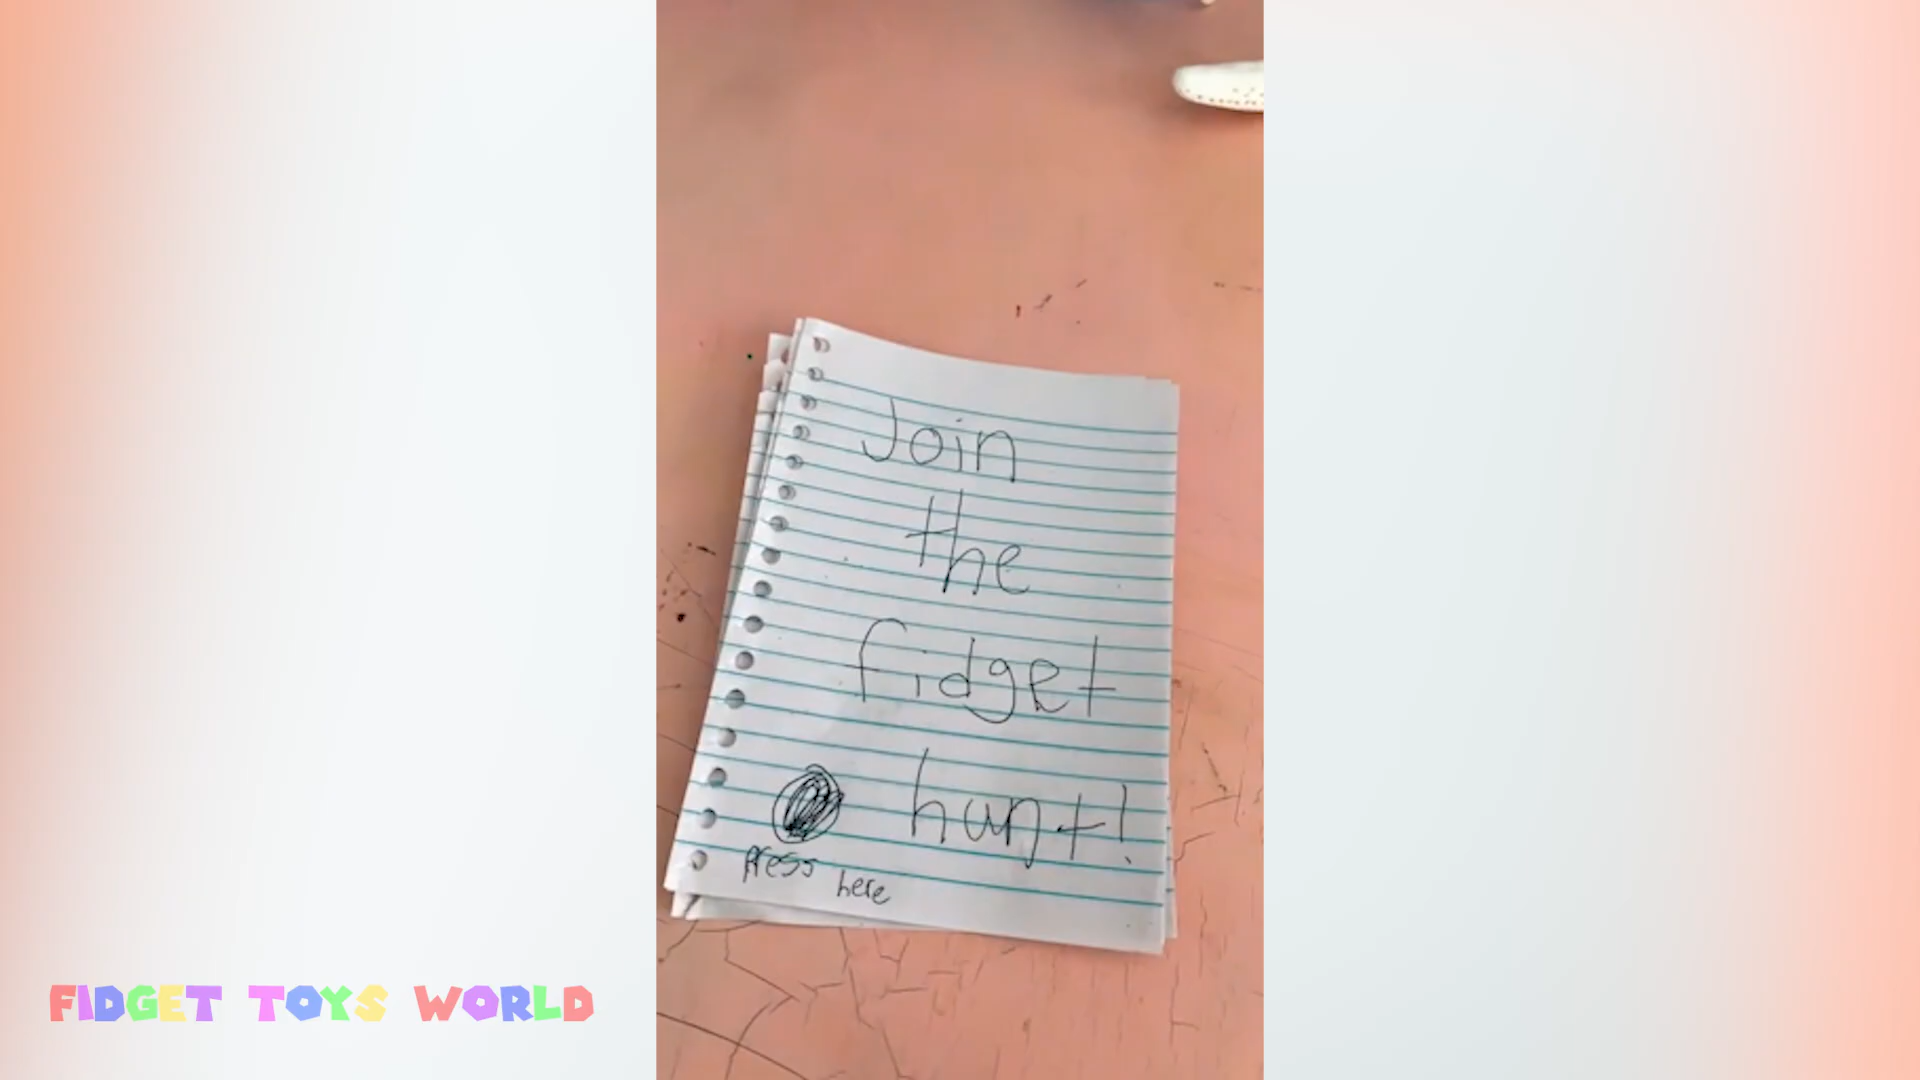 Join
the
fidget
hunt!
press here
FIDGET TOYS WORLD